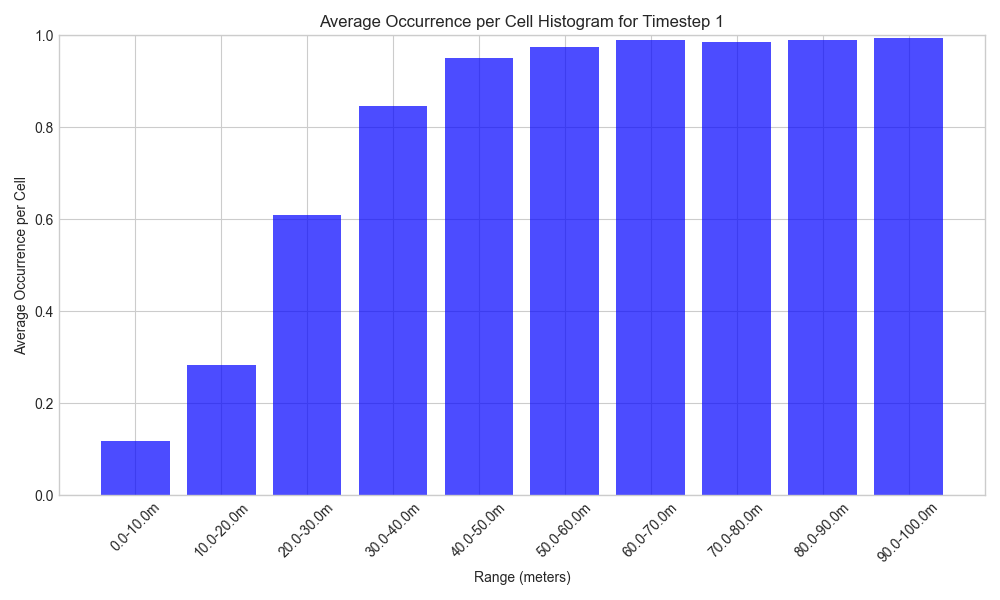 Average Occurrence per Cell Histogram for Timestep 1
1.0
0.8
0.6
0.4
0.2
0.0
Average Occurrence per Cell
0.0-10.0m
10.0-20.0m
20.0-30.0m
30.0-40.0m
40.0-50.0m
50.0-60.0m
60.0-70.0m
70.0-80.0m
80.0-90.0m
90.0-100.0m
Range (meters)